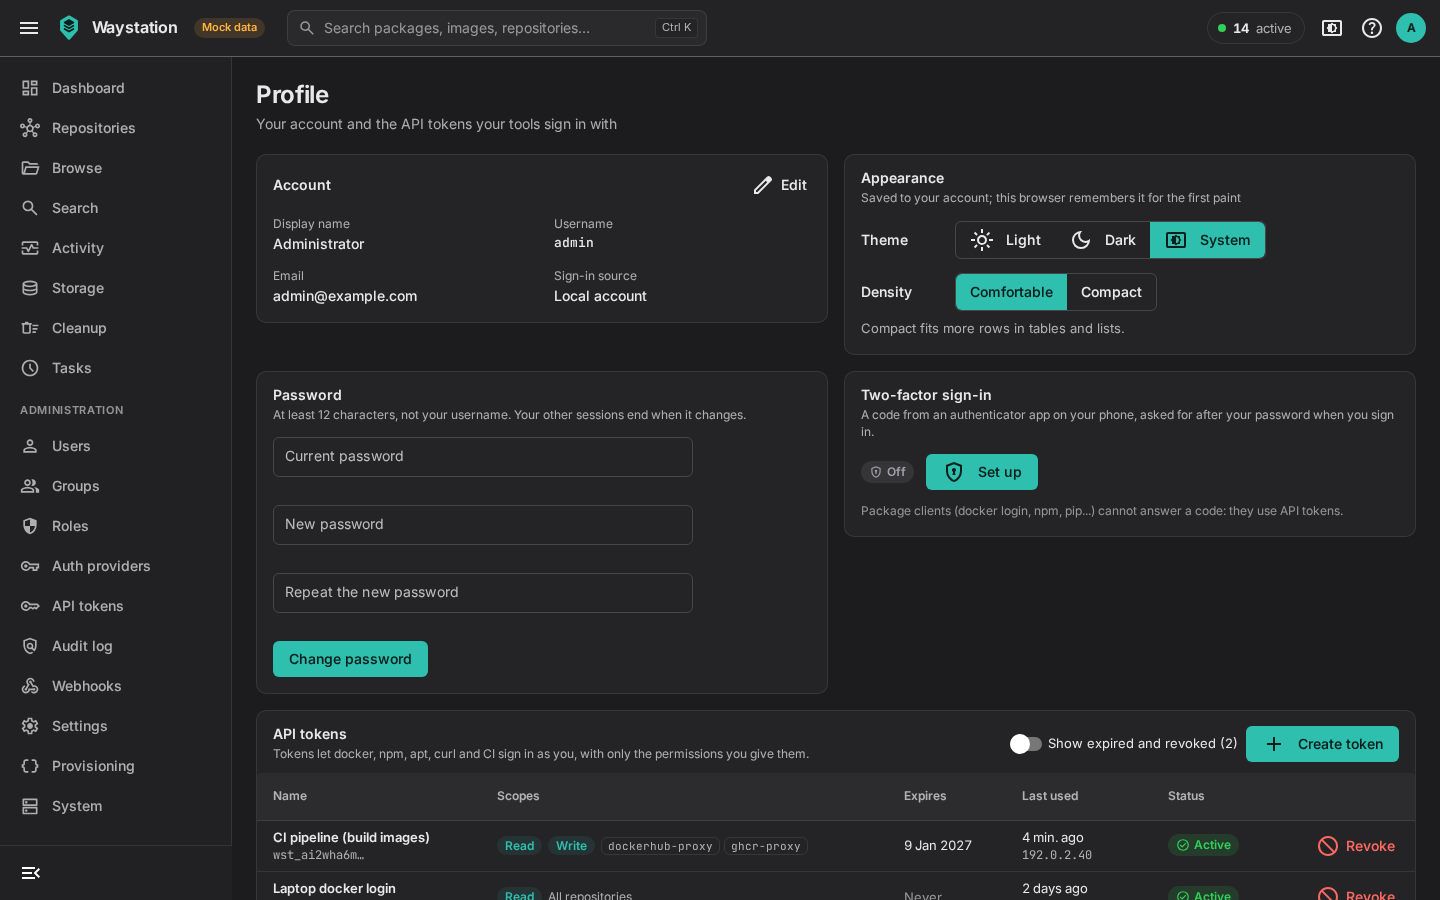 Waystation
Mock data
Search packages, images, repositories...
Ctrl K
14 active
A
Dashboard
Repositories
Browse
Search
Activity
Storage
Cleanup
Tasks
ADMINISTRATION
Users
Groups
Roles
Auth providers
API tokens
Audit log
Webhooks
Settings
Provisioning
System
Profile
Your account and the API tokens your tools sign in with
Account
Edit
Display name
Administrator
Username
admin
Email
admin@example.com
Sign-in source
Local account
Appearance
Saved to your account; this browser remembers it for the first paint
Theme
Light
Dark
System
Density
Comfortable
Compact
Compact fits more rows in tables and lists.
Password
At least 12 characters, not your username. Your other sessions end when it changes.
Current password
New password
Repeat the new password
Change password
Two-factor sign-in
A code from an authenticator app on your phone, asked for after your password when you sign
in.
Off
Set up
Package clients (docker login, npm, pip...) cannot answer a code: they use API tokens.
API tokens
Tokens let docker, npm, apt, curl and CI sign in as you, with only the permissions you give them.
Show expired and revoked (2)
Create token
Name
Scopes
Expires
Last used
Status
CI pipeline (build images)
wst_ai2wha6m…
Read
Write
dockerhub-proxy
ghcr-proxy
9 Jan 2027
4 min. ago
192.0.2.40
Active
Revoke
Laptop docker login
Read
All repositories
Never
2 days ago
Active
Revoke